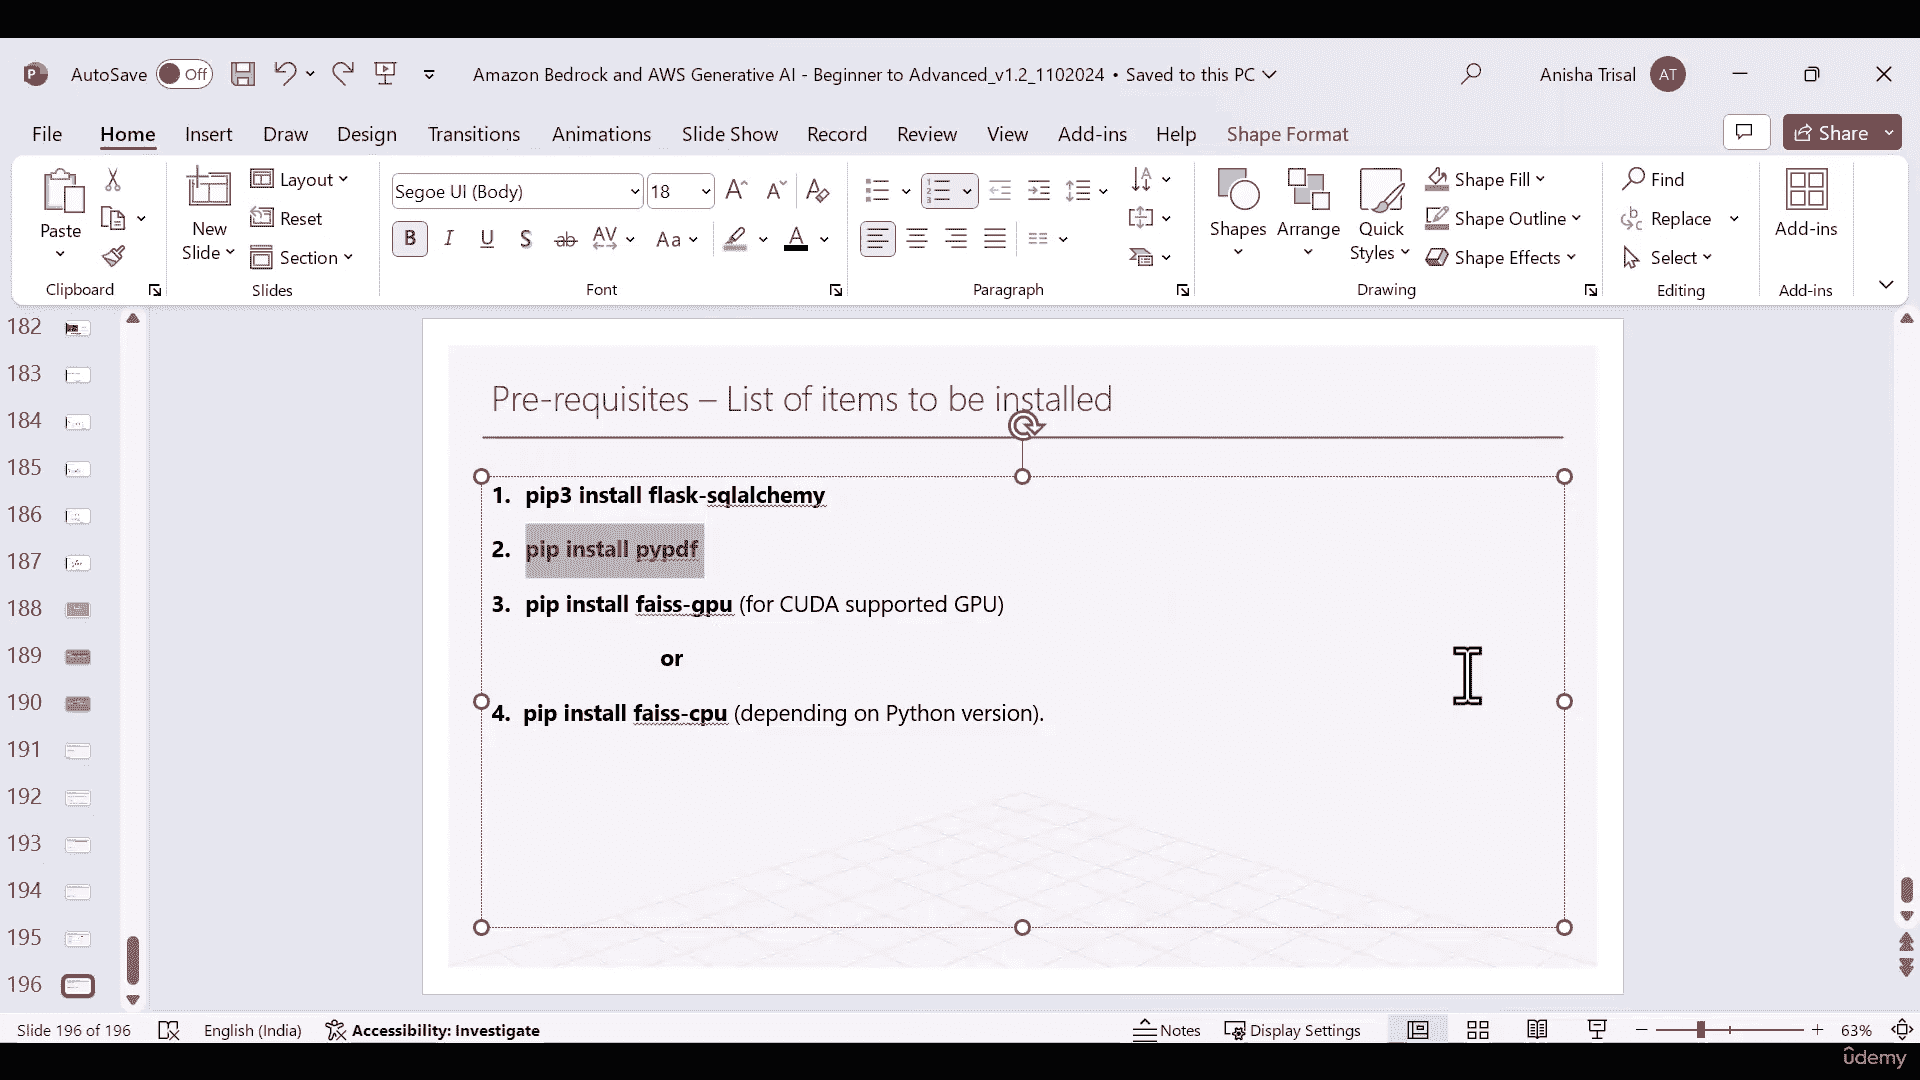 AutoSave Off
Amazon Bedrock and AWS Generative AI - Beginner to Advanced_v1.2_1102024 • Saved to this PC
Anisha Trisal AT
File Home Insert Draw Design Transitions Animations Slide Show Record Review View Add-ins Help Shape Format
Share
Paste
Clipboard
New Slide
Layout
Reset
Section
Slides
Segoe UI (Body) 18
B I U S ab AV Aa A
Font
Paragraph
Shapes Arrange Quick Styles
Shape Fill
Shape Outline
Shape Effects
Drawing
Find
Replace
Select
Editing
Add-ins
Add-ins
182
183
184
185
186
187
188
189
190
191
192
193
194
195
196
Pre-requisites – List of items to be installed
1. pip3 install flask-sqlalchemy
2. pip install pypdf
3. pip install faiss-gpu (for CUDA supported GPU)
or
4. pip install faiss-cpu (depending on Python version).
Slide 196 of 196 English (India) Accessibility: Investigate Notes Display Settings 63%
ûdemy